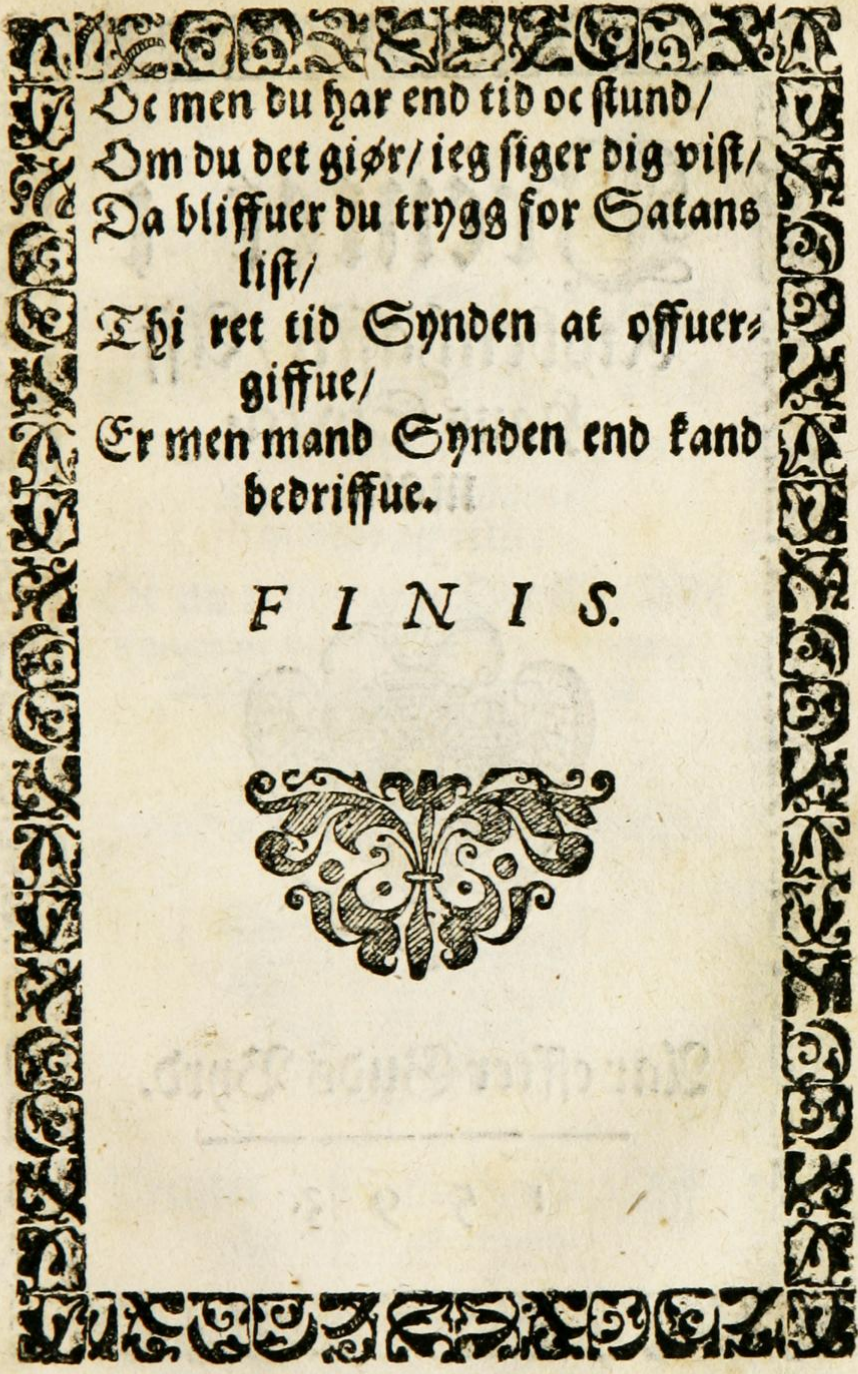 Oc men du har end tid oc stund/
Om du det giør/ ieg siger dig vist/
Da bliffuer du trygg for Satans
list/
Thi ret tid Synden at offuer⸗
giffue/
Er men mand Synden end kand
bedriffue.
F I N I S.